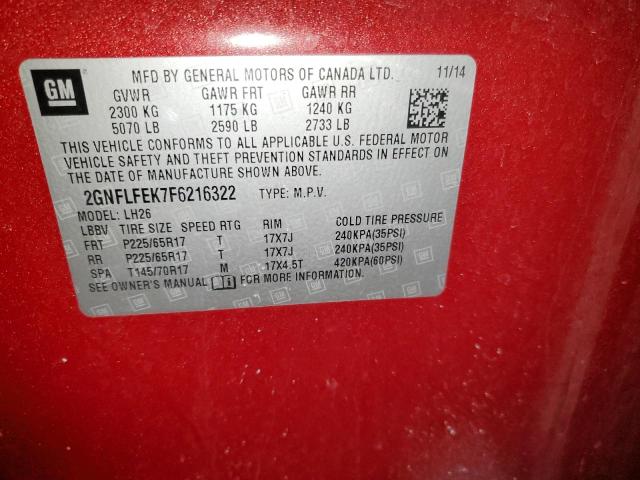 GM
MFD BY GENERAL MOTORS OF CANADA LTD. 11/14
GVWR GAWR FRT GAWR RR
2300 KG 1175 KG 1240 KG
5070 LB 2590 LB 2733 LB
THIS VEHICLE CONFORMS TO ALL APPLICABLE U.S. FEDERAL MOTOR
VEHICLE SAFETY AND THEFT PREVENTION STANDARDS IN EFFECT ON
THE DATE OF MANUFACTURE SHOWN ABOVE.
2GNFLFEK7F6216322 TYPE: M.P.V.
MODEL: LH26
LBBV TIRE SIZE SPEED RTG RIM COLD TIRE PRESSURE
FRT P225/65R17 T 17X7J 240KPA(35PSI)
RR P225/65R17 T 17X7J 240KPA(35PSI)
SPA T145/70R17 M 17X4.5T 420KPA(60PSI)
SEE OWNER'S MANUAL FOR MORE INFORMATION.